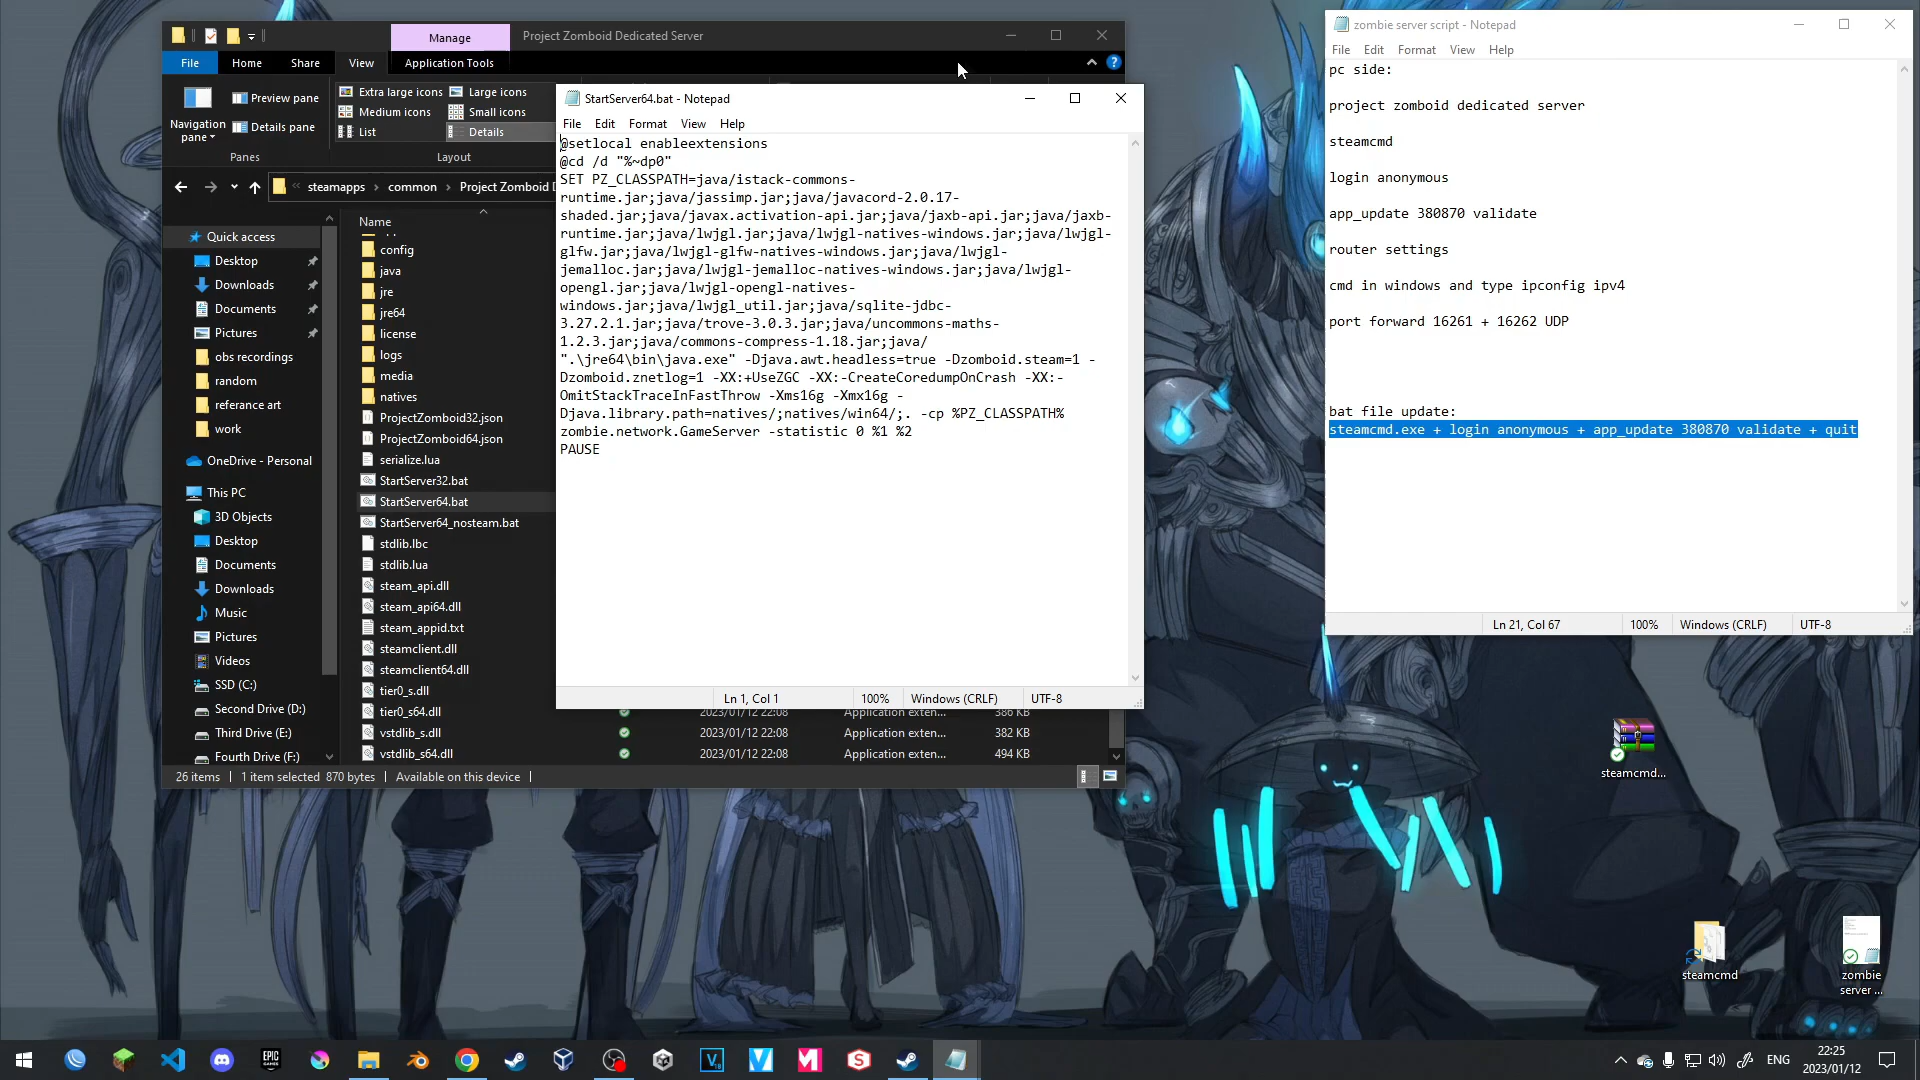 Manage
Project Zomboid Dedicated Server
File
Home
Share
View
Application Tools
Navigation
pane
Preview pane
Details pane
Panes
Extra large icons
Large icons
Medium icons
Small icons
List
Details
Layout
steamapps
common
Project Zomboid D
Name
Quick access
Desktop
Downloads
Documents
Pictures
obs recordings
random
referance art
work
OneDrive - Personal
This PC
3D Objects
Desktop
Documents
Downloads
Music
Pictures
Videos
SSD (C:)
Second Drive (D:)
Third Drive (E:)
Fourth Drive (F:)
config
java
jre
jre64
license
logs
media
natives
ProjectZomboid32.json
ProjectZomboid64.json
serialize.lua
StartServer32.bat
StartServer64.bat
StartServer64_nosteam.bat
stdlib.lbc
stdlib.lua
steam_api.dll
steam_api64.dll
steam_appid.txt
steamclient.dll
steamclient64.dll
tier0_s.dll
tier0_s64.dll 2023/01/12 22:08 Application exten... 386 KB
vstdlib_s.dll 2023/01/12 22:08 Application exten... 382 KB
vstdlib_s64.dll 2023/01/12 22:08 Application exten... 494 KB
26 items
1 item selected 870 bytes
Available on this device
StartServer64.bat - Notepad
File Edit Format View Help
@setlocal enableextensions
@cd /d "%~dp0"
SET PZ_CLASSPATH=java/istack-commons-
runtime.jar;java/jassimp.jar;java/javacord-2.0.17-
shaded.jar;java/javax.activation-api.jar;java/jaxb-api.jar;java/jaxb-
runtime.jar;java/lwjgl.jar;java/lwjgl-natives-windows.jar;java/lwjgl-
glfw.jar;java/lwjgl-glfw-natives-windows.jar;java/lwjgl-
jemalloc.jar;java/lwjgl-jemalloc-natives-windows.jar;java/lwjgl-
opengl.jar;java/lwjgl-opengl-natives-
windows.jar;java/lwjgl_util.jar;java/sqlite-jdbc-
3.27.2.1.jar;java/trove-3.0.3.jar;java/uncommons-maths-
1.2.3.jar;java/commons-compress-1.18.jar;java/
".\jre64\bin\java.exe" -Djava.awt.headless=true -Dzomboid.steam=1 -
Dzomboid.znetlog=1 -XX:+UseZGC -XX:-CreateCoredumpOnCrash -XX:-
OmitStackTraceInFastThrow -Xms16g -Xmx16g -
Djava.library.path=natives/;natives/win64/;. -cp %PZ_CLASSPATH%
zombie.network.GameServer -statistic 0 %1 %2
PAUSE
Ln 1, Col 1
100%
Windows (CRLF)
UTF-8
zombie server script - Notepad
File Edit Format View Help
pc side:
project zomboid dedicated server
steamcmd
login anonymous
app_update 380870 validate
router settings
cmd in windows and type ipconfig ipv4
port forward 16261 + 16262 UDP
bat file update:
steamcmd.exe + login anonymous + app_update 380870 validate + quit
Ln 21, Col 67
100%
Windows (CRLF)
UTF-8
steamcmd...
steamcmd
zombie
server ...
EPIC
GAMES
ENG
22:25
2023/01/12